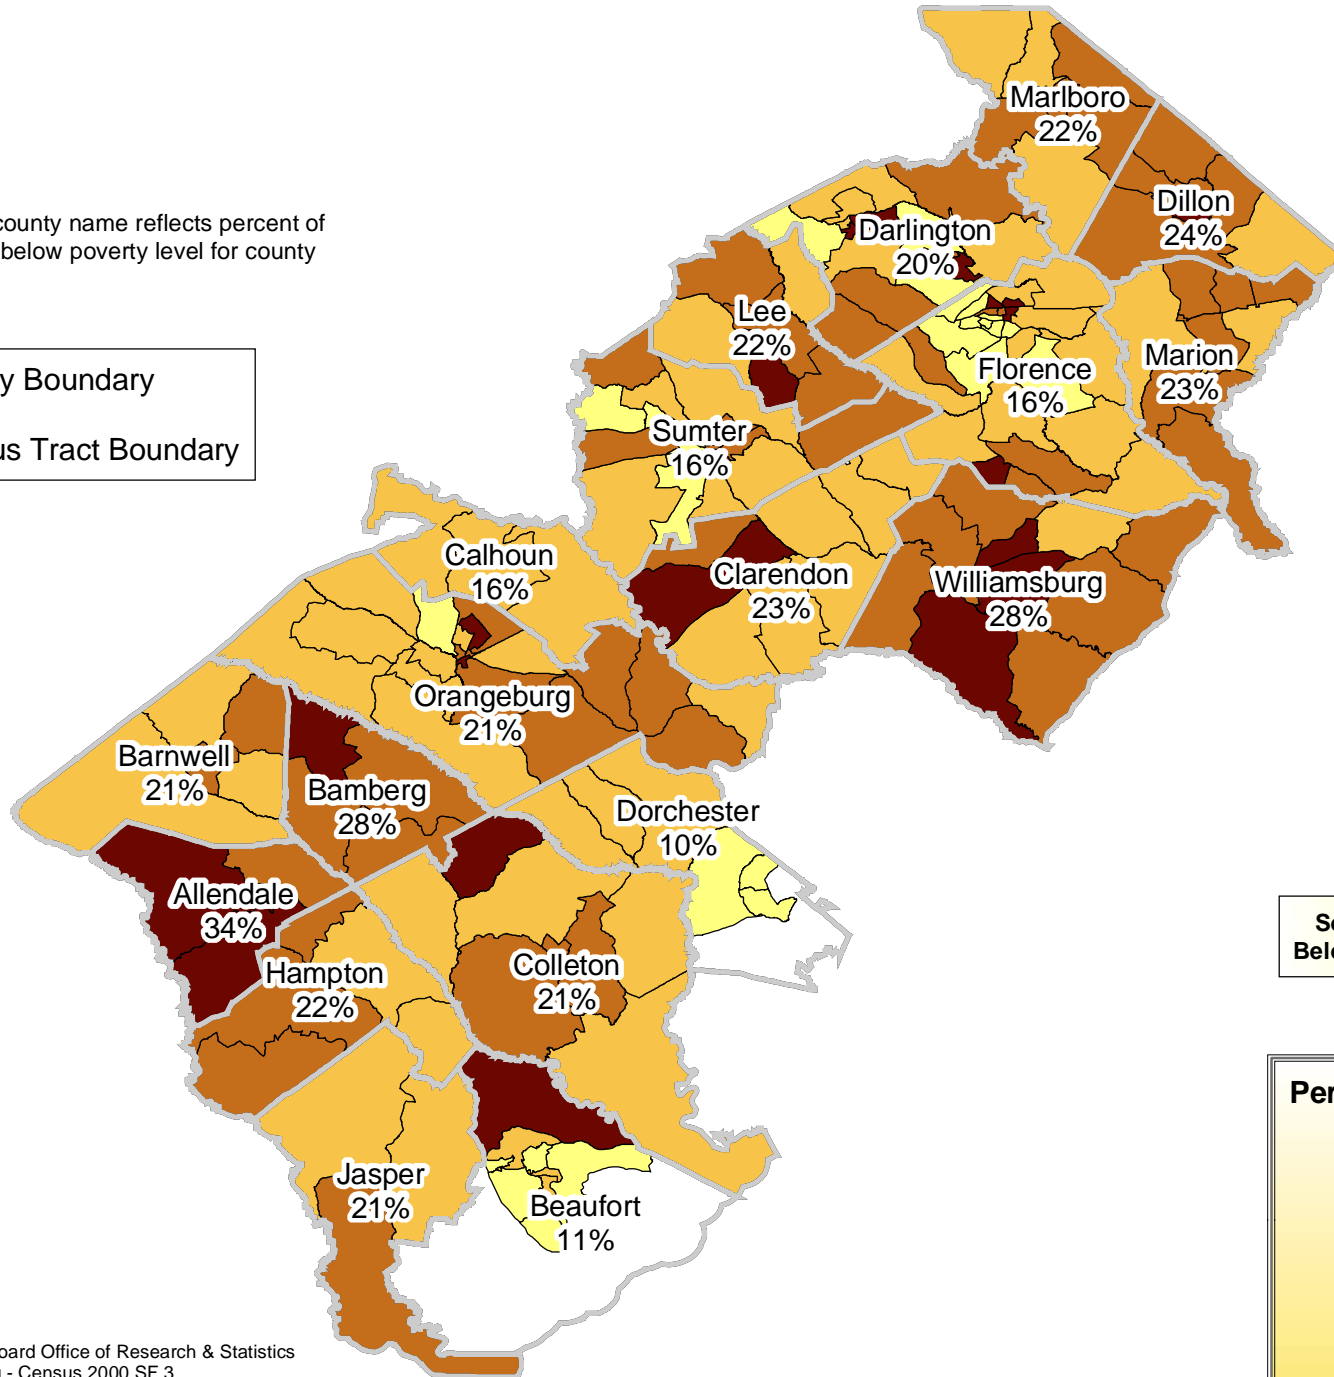 Marlboro
22%
county name reflects percent of
below poverty level for county
Dillon
24%
Darlington
20%
Lee
22%
y Boundary
us Tract Boundary
Florence
16%
Marion
23%
Sumter
16%
Calhoun
16%
Clarendon
23%
Williamsburg
28%
Orangeburg
21%
Barnwell
21%
Bamberg
28%
Dorchester
10%
Allendale
34%
Hampton
22%
Colleton
21%
Jasper
21%
Beaufort
11%
Belo
Per
oard Office of Research & Statistics
- Census 2000 SF 3